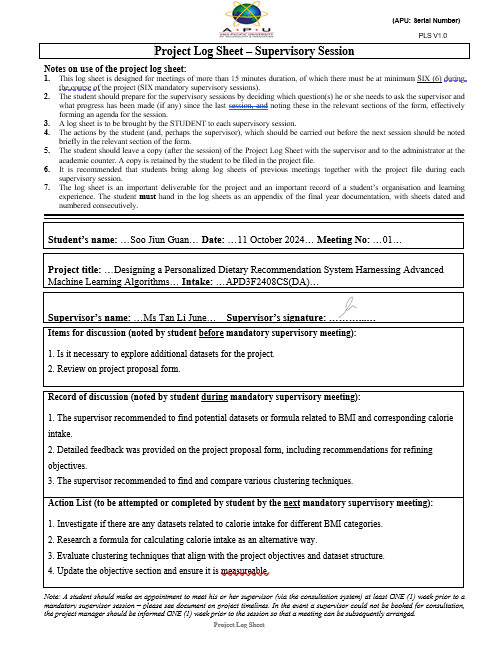 A · P · U
(APU: Serial Number)
PLS V1.0
Project Log Sheet – Supervisory Session
Notes on use of the project log sheet:
1. This log sheet is designed for meetings of more than 15 minutes duration, of which there must be at minimum SIX (6) during
the course of the project (SIX mandatory supervisory sessions).
2. The student should prepare for the supervisory sessions by deciding which question(s) he or she needs to ask the supervisor and
what progress has been made (if any) since the last session, and noting these in the relevant sections of the form, effectively
forming an agenda for the session.
3. A log sheet is to be brought by the STUDENT to each supervisory session.
4. The actions by the student (and, perhaps the supervisor), which should be carried out before the next session should be noted
briefly in the relevant section of the form.
5. The student should leave a copy (after the session) of the Project Log Sheet with the supervisor and to the administrator at the
academic counter. A copy is retained by the student to be filed in the project file.
6. It is recommended that students bring along log sheets of previous meetings together with the project file during each
supervisory session.
7. The log sheet is an important deliverable for the project and an important record of a student's organisation and learning
experience. The student must hand in the log sheets as an appendix of the final year documentation, with sheets dated and
numbered consecutively.
Student's name: …Soo Jiun Guan… Date: …11 October 2024… Meeting No: …01…
Project title: …Designing a Personalized Dietary Recommendation System Harnessing Advanced
Machine Learning Algorithms… Intake: …APD3F2408CS(DA)…
Supervisor's name: …Ms Tan Li June… Supervisor's signature: ………...…
Items for discussion (noted by student before mandatory supervisory meeting):
1. Is it necessary to explore additional datasets for the project.
2. Review on project proposal form.
Record of discussion (noted by student during mandatory supervisory meeting):
1. The supervisor recommended to find potential datasets or formula related to BMI and corresponding calorie
intake.
2. Detailed feedback was provided on the project proposal form, including recommendations for refining
objectives.
3. The supervisor recommended to find and compare various clustering techniques.
Action List (to be attempted or completed by student by the next mandatory supervisory meeting):
1. Investigate if there are any datasets related to calorie intake for different BMI categories.
2. Research a formula for calculating calorie intake as an alternative way.
3. Evaluate clustering techniques that align with the project objectives and dataset structure.
4. Update the objective section and ensure it is measureable.
Note: A student should make an appointment to meet his or her supervisor (via the consultation system) at least ONE (1) week prior to a
mandatory supervisor session – please see document on project timelines. In the event a supervisor could not be booked for consultation,
the project manager should be informed ONE (1) week prior to the session so that a meeting can be subsequently arranged.
Project Log Sheet